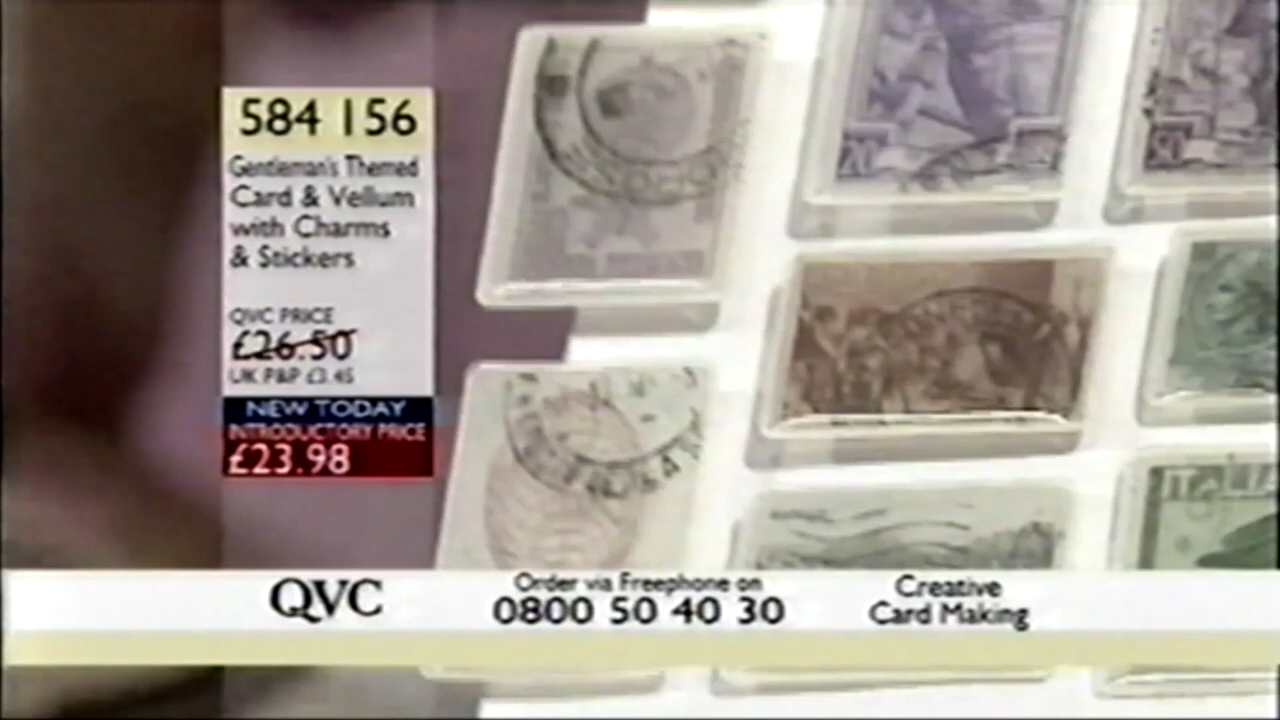 584 156
Gentleman's Themed
Card & Vellum
with Charms
& Stickers
QVC PRICE
£26.50
UK P&P £3.45
NEW TODAY
INTRODUCTORY PRICE
£23.98
QVC
Order via Freephone on
0800 50 40 30
Creative
Card Making